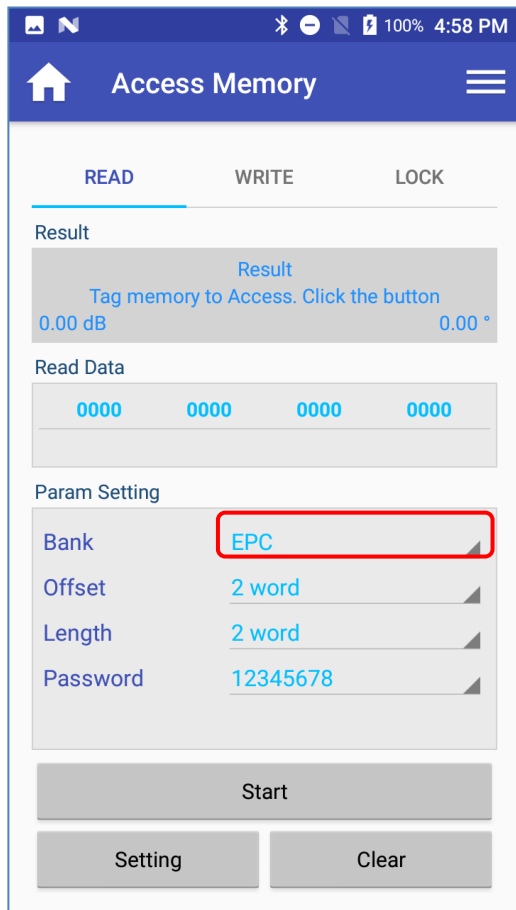 100% 4:58 PM
Access Memory
READ WRITE LOCK
Result
Result
Tag memory to Access. Click the button
0.00 dB 0.00 °
Read Data
0000 0000 0000 0000
Param Setting
Bank EPC
Offset 2 word
Length 2 word
Password 12345678
Start
Setting Clear